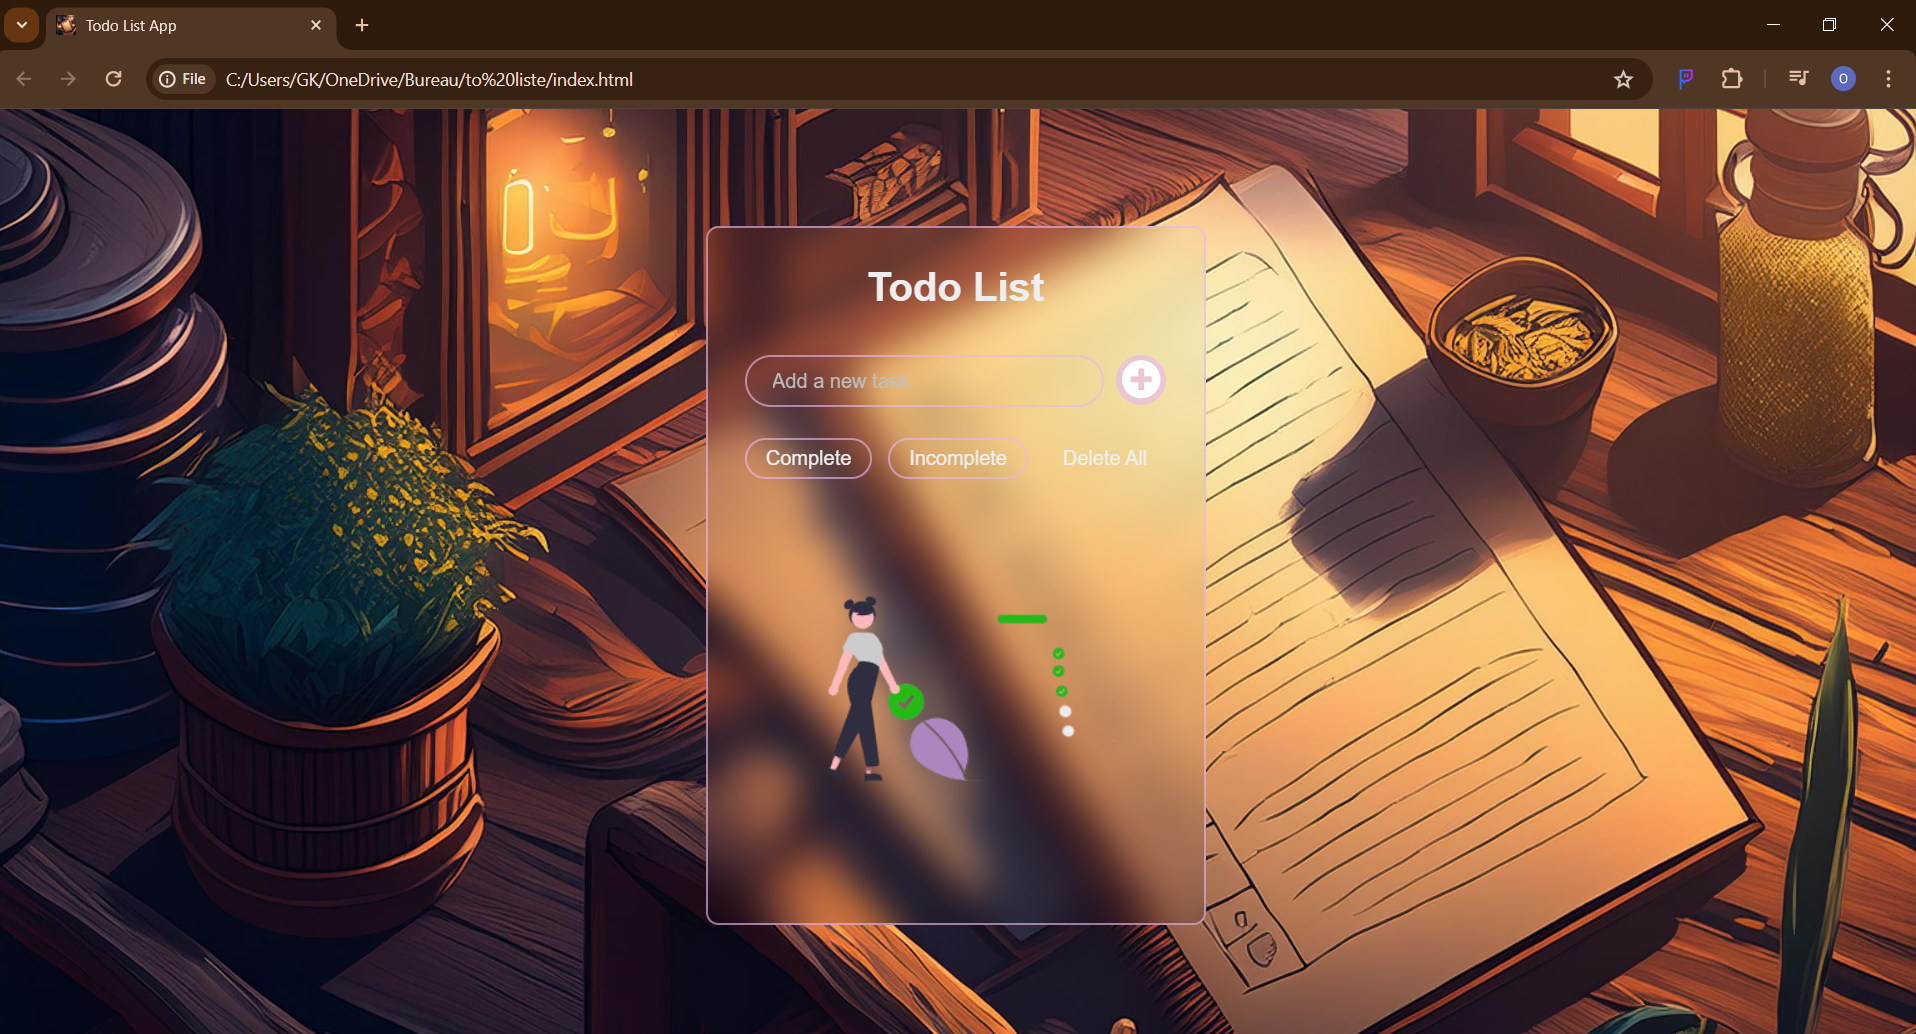 Todo List App
File
C:/Users/GK/OneDrive/Bureau/to%20liste/index.html
O
Todo List
Add a new task
Complete
Incomplete
Delete All